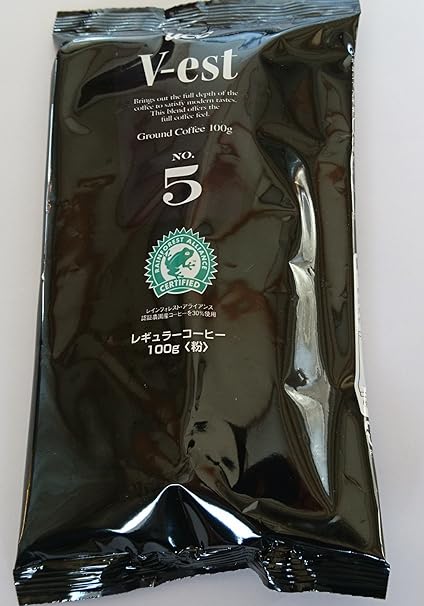 V-est
Brings out the full depth of the
coffee to satisfy modern tastes.
This blend offers the
full coffee feel.
Ground Coffee 100g
NO.
5
RAINFOREST ALLIANCE
CERTIFIED
レインフォレスト・アライアンス
認証農園産コーヒーを30%使用
レギュラーコーヒー
100g〈粉〉